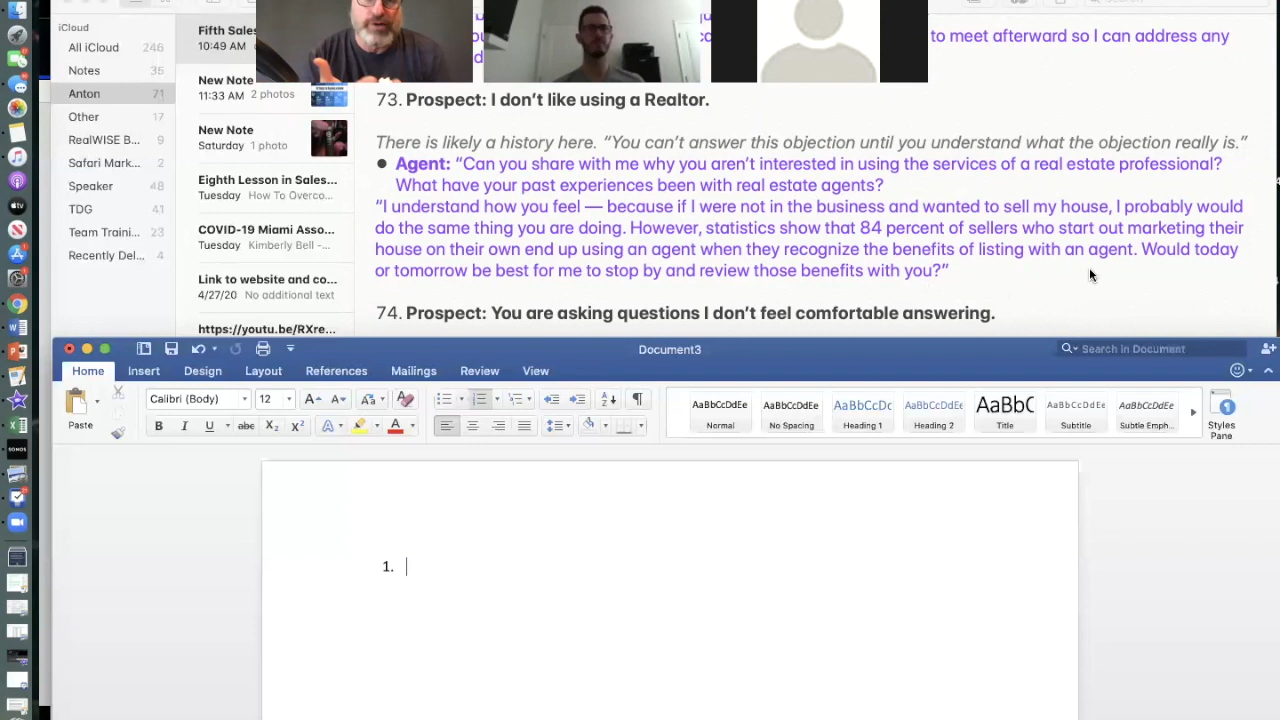 iCloud
All iCloud 246
Notes 35
Anton 71
Other 17
RealWISE B... 9
Safari Mark... 2
Speaker 48
TDG 41
Team Traini... 23
Recently Del... 4
Fifth Sales
10:49 AM
New Note
11:33 AM 2 photos
New Note
Saturday 1 photo
Eighth Lesson in Sales...
Tuesday How To Overco...
COVID-19 Miami Asso...
Tuesday Kimberly Bell -...
Link to website and co...
4/27/20 No additional text
https://youtu.be/RXre...
to meet afterward so I can address any
73. Prospect: I don’t like using a Realtor.
There is likely a history here. “You can’t answer this objection until you understand what the objection really is.”
● Agent: “Can you share with me why you aren’t interested in using the services of a real estate professional?
What have your past experiences been with real estate agents?
“I understand how you feel — because if I were not in the business and wanted to sell my house, I probably would
do the same thing you are doing. However, statistics show that 84 percent of sellers who start out marketing their
house on their own end up using an agent when they recognize the benefits of listing with an agent. Would today
or tomorrow be best for me to stop by and review those benefits with you?”
74. Prospect: You are asking questions I don’t feel comfortable answering.
Document3
Search in Document
Home Insert Design Layout References Mailings Review View
Paste
Calibri (Body) 12
AaBbCcDdEe AaBbCcDdEe AaBbCcDc AaBbCcDdEe AaBbC AaBbCcDdEe AaBbCcDdEe
Normal No Spacing Heading 1 Heading 2 Title Subtitle Subtle Emph...
Styles
Pane
1.